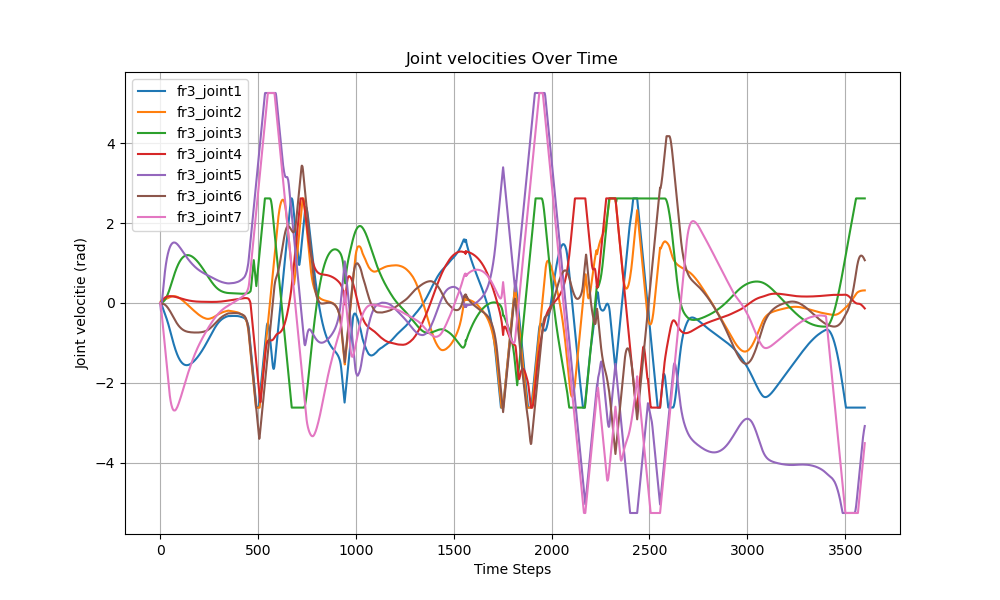 Joint velocities Over Time
fr3_joint1
fr3_joint2
fr3_joint3
fr3_joint4
fr3_joint5
fr3_joint6
fr3_joint7
Joint velocitie (rad)
4
2
0
−2
−4
0 500 1000 1500 2000 2500 3000 3500
Time Steps